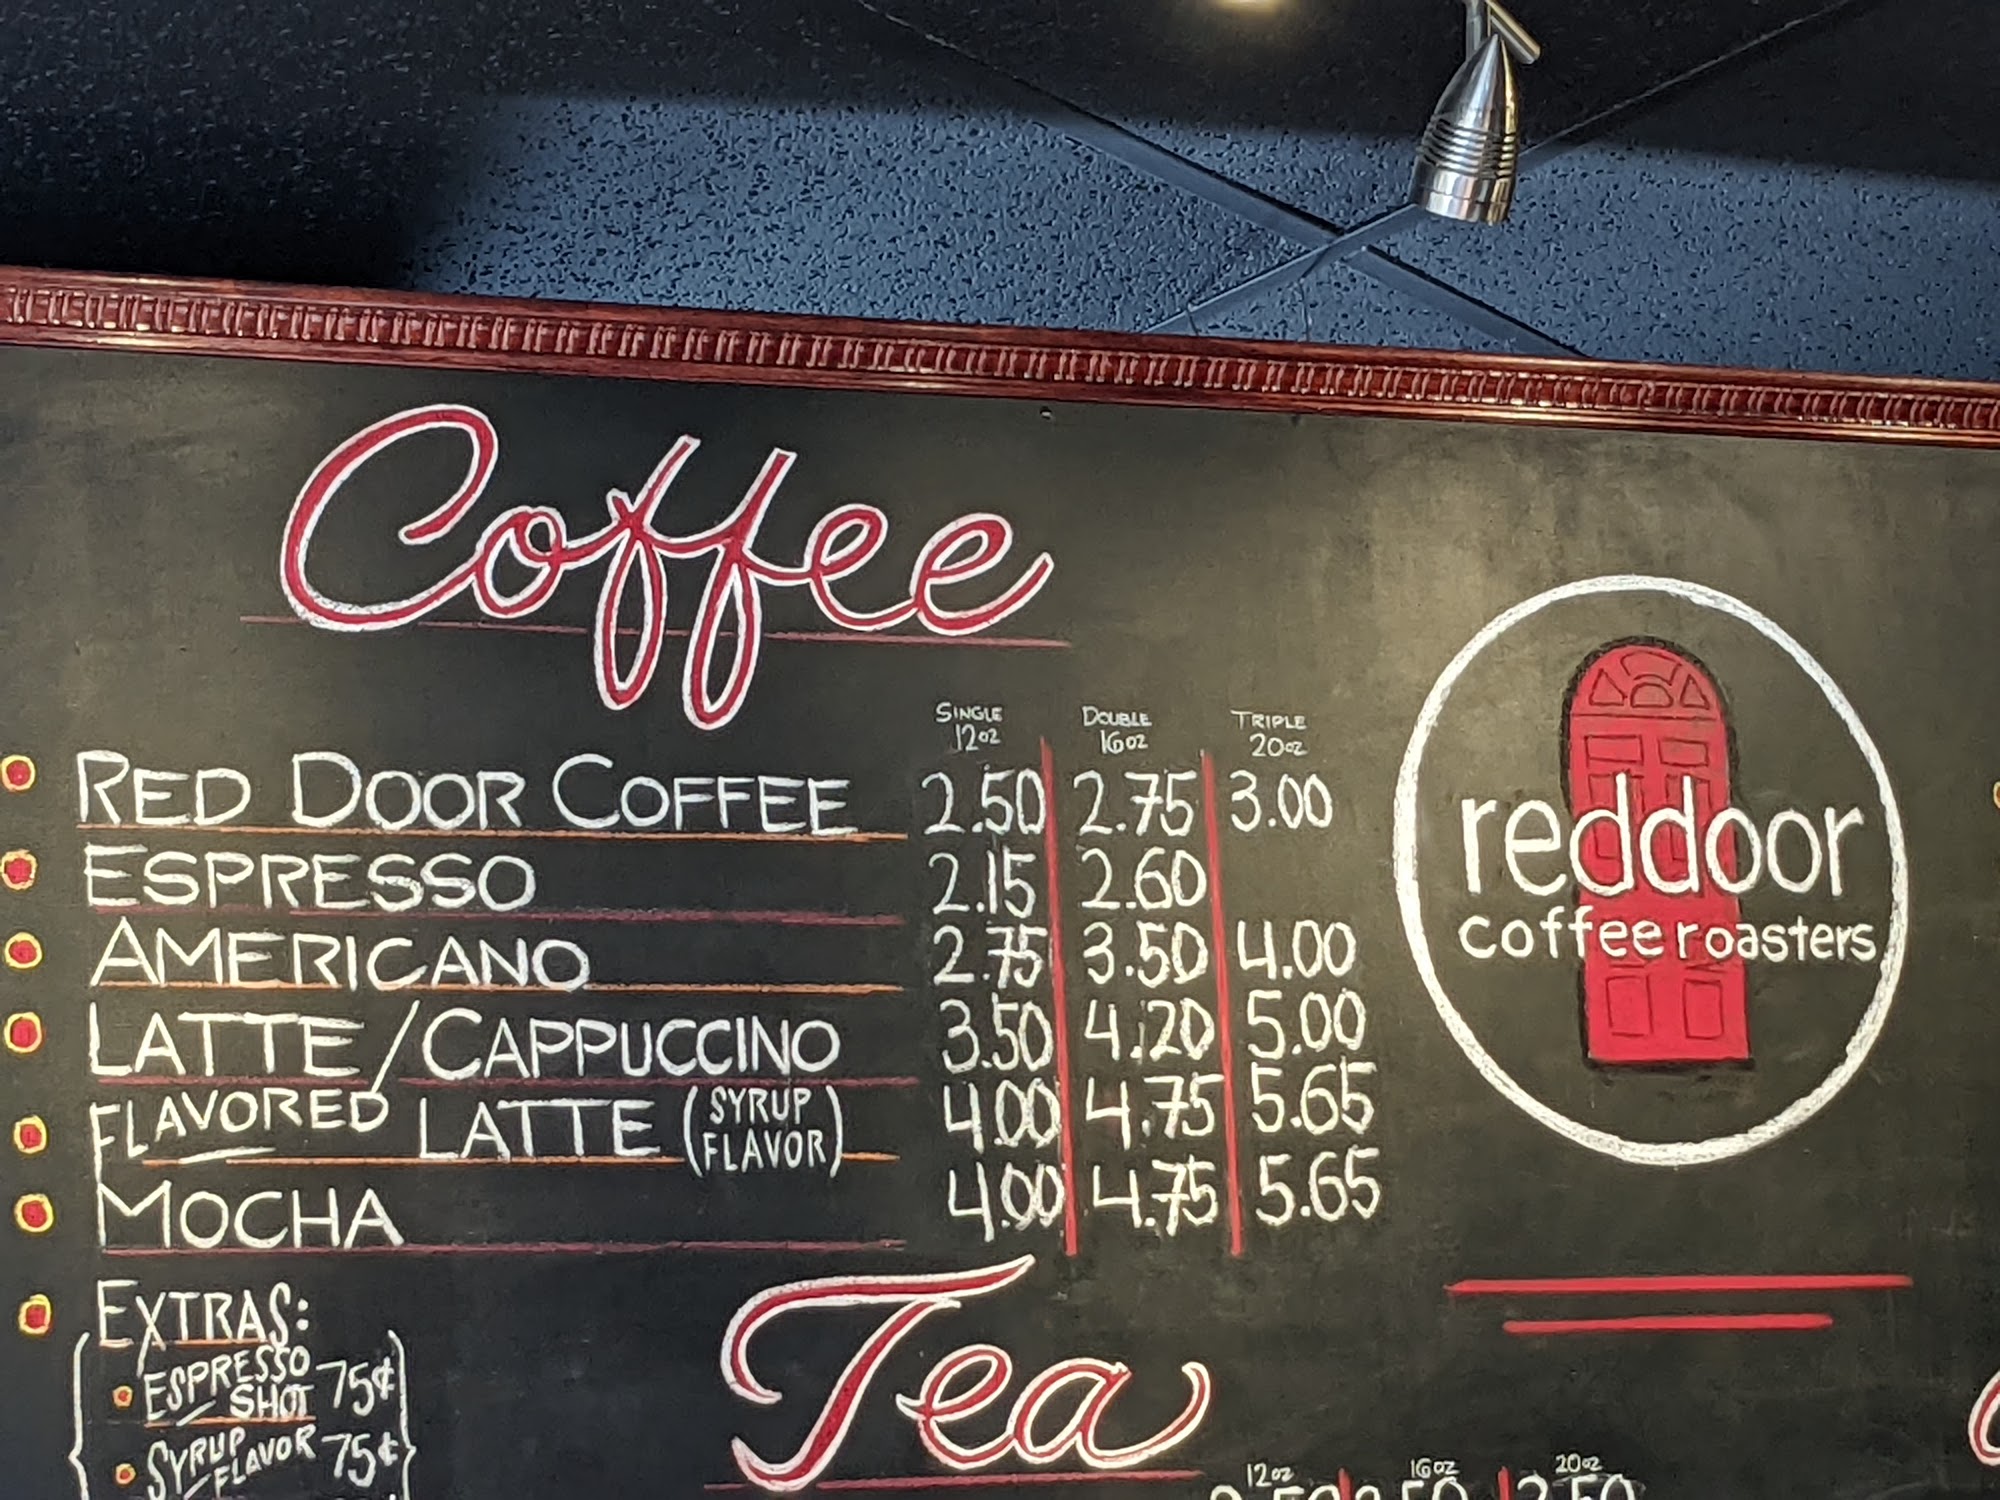 Coffee
SINGLE DOUBLE TRIPLE
12oz 16oz 20oz
RED DOOR COFFEE 2.50 2.75 3.00
ESPRESSO 2.15 2.60
AMERICANO 2.75 3.50 4.00
LATTE/CAPPUCCINO 3.50 4.20 5.00
FLAVORED LATTE (SYRUP FLAVOR) 4.00 4.75 5.65
MOCHA 4.00 4.75 5.65
reddoor
coffee roasters
EXTRAS:
ESPRESSO SHOT 75¢
SYRUP FLAVOR 75¢
Tea
12oz 16oz 20oz